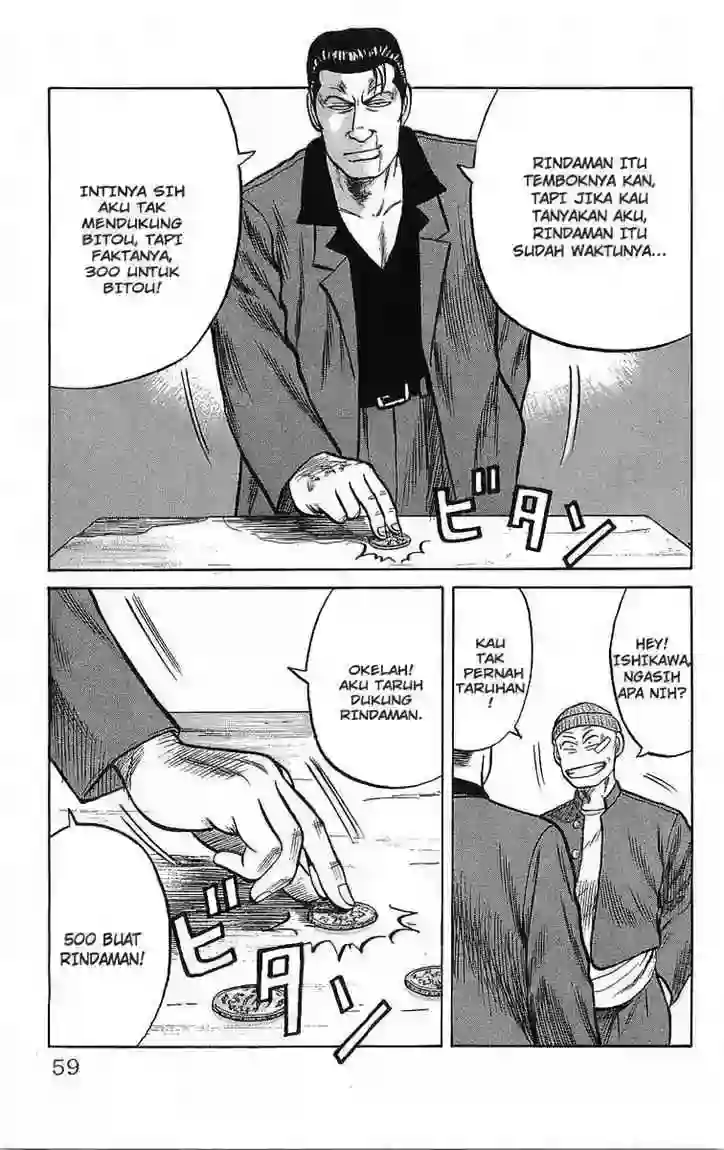 RINDAMAN ITU
TEMBOKNYA KAN,
TAPI JIKA KAU
TANYAKAN AKU,
RINDAMAN ITU
SUDAH WAKTUNYA...
INTINYA SIH
AKU TAK
MENDUKUNG
BITOU, TAPI
FAKTANYA,
300 UNTUK
BITOU!
ビタン
HEY!
ISHIKAWA,
NGASIH
APA NIH?
KAU
TAK
PERNAH
TARUHAN
!
OKELAH!
AKU TARUH
DUKUNG
RINDAMAN.
500 BUAT
RINDAMAN!
ビタン
59